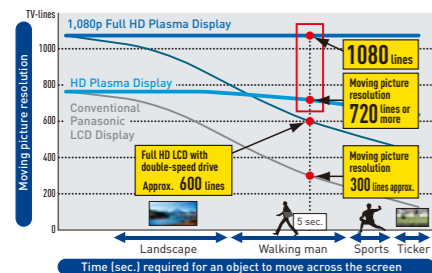 TV-lines
1,080p Full HD Plasma Display
1000
1080 lines
HD Plasma Display
800
Moving picture
resolution
720 lines or
more
Conventional
Panasonic
LCD Display
600
Full HD LCD with
double-speed drive
Approx. 600 lines
400
Moving picture
resolution
300 lines approx.
200
0
5 sec.
Moving picture resolution
Landscape
Walking man
Sports
Ticker
Time (sec.) required for an object to move across the screen